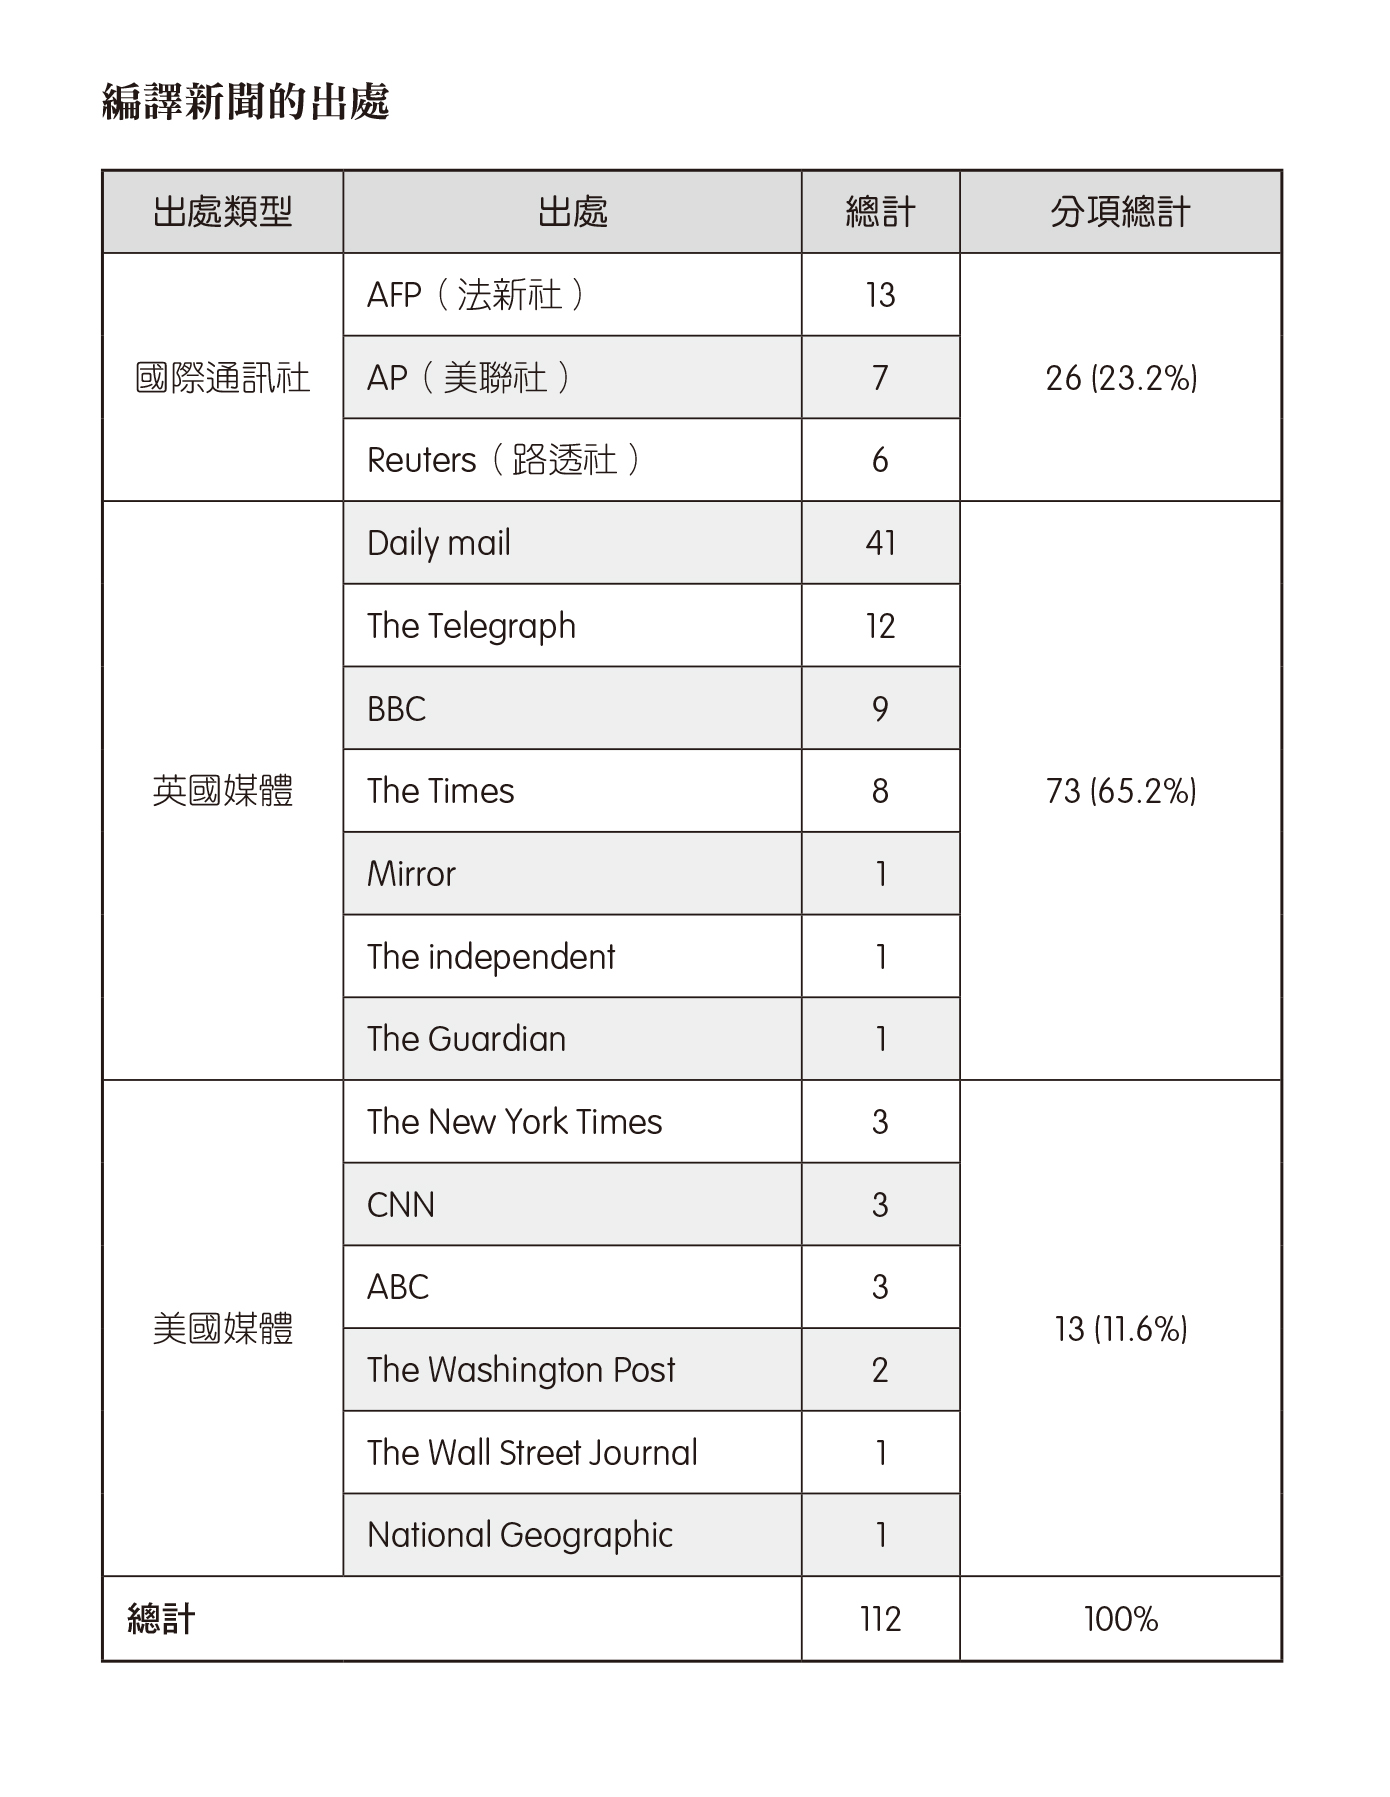 編譯新聞的出處
出處類型 出處 總計 分項總計
國際通訊社 AFP（法新社） 13 26 (23.2%)
AP（美聯社） 7
Reuters（路透社） 6
英國媒體 Daily mail 41 73 (65.2%)
The Telegraph 12
BBC 9
The Times 8
Mirror 1
The independent 1
The Guardian 1
美國媒體 The New York Times 3 13 (11.6%)
CNN 3
ABC 3
The Washington Post 2
The Wall Street Journal 1
National Geographic 1
總計 112 100%